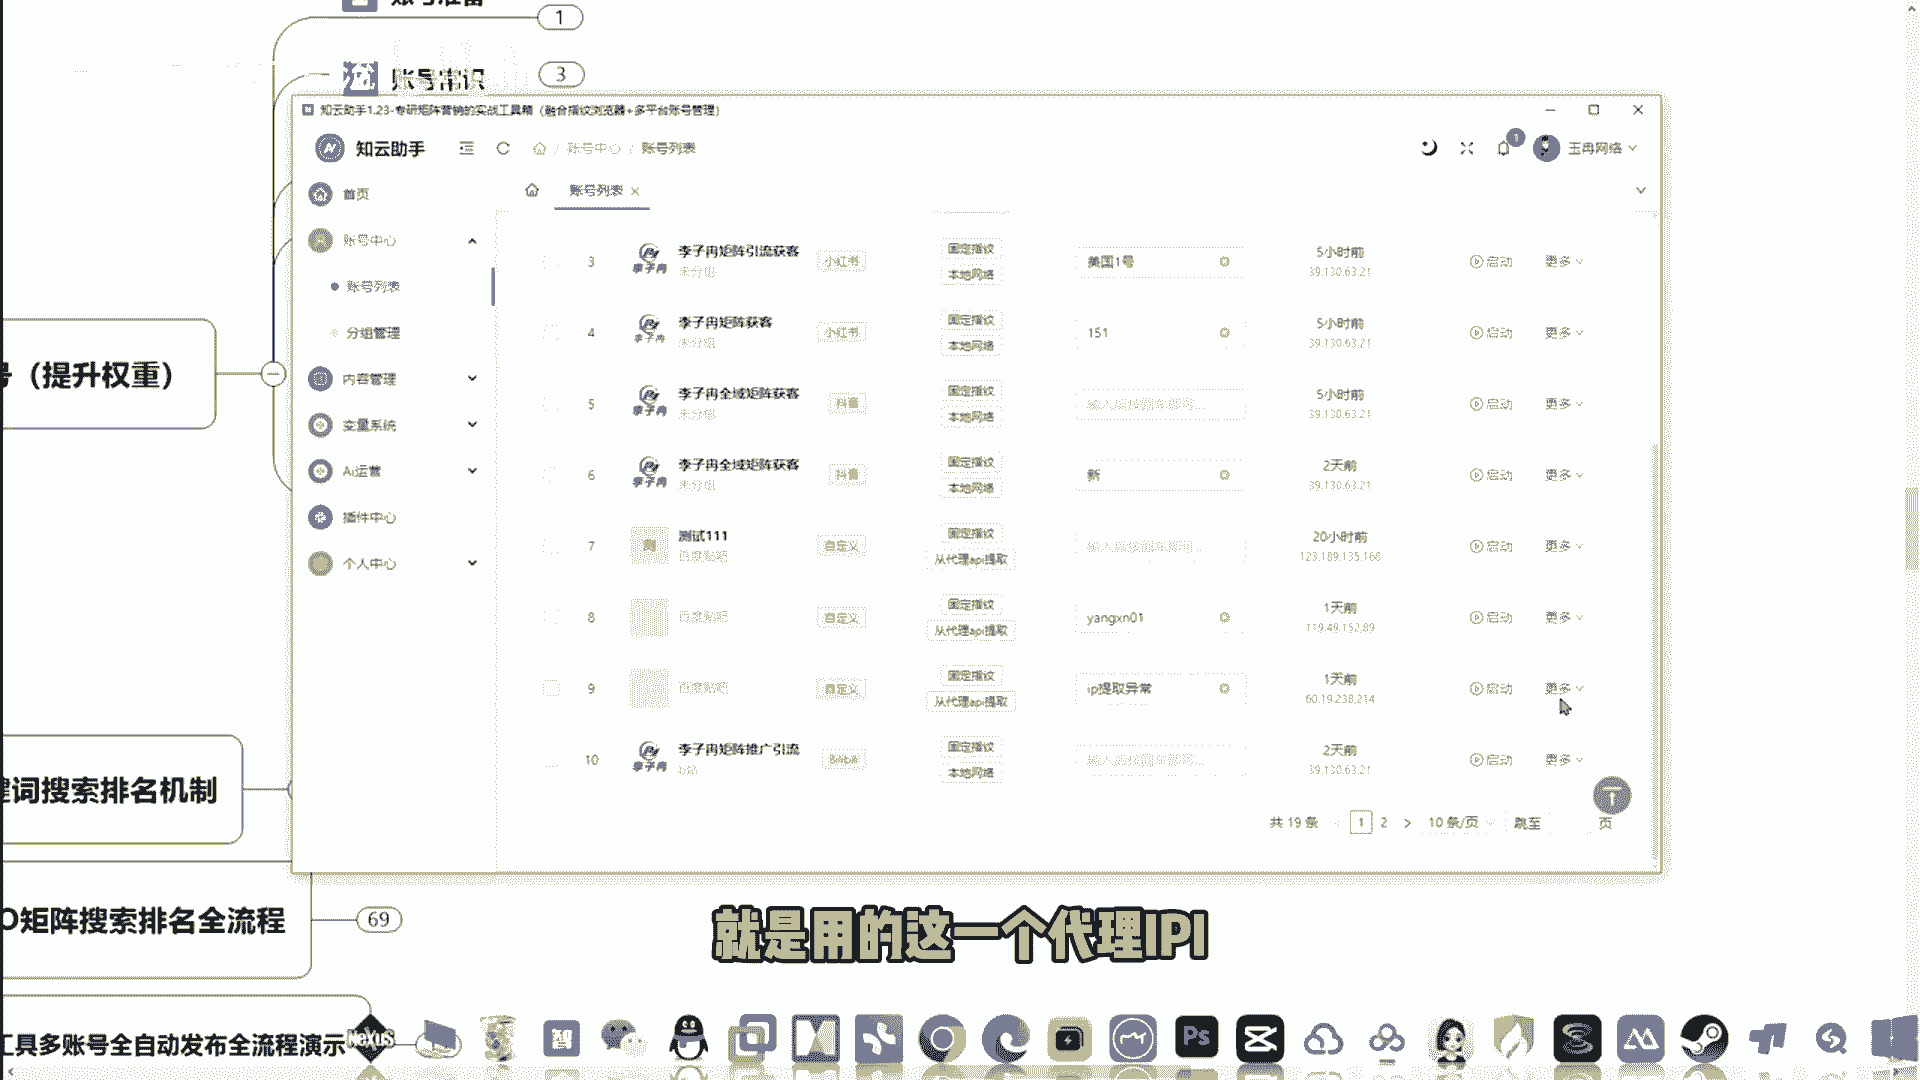 账号准备
1
账号常识
3
知云助手1.23-专研矩阵营销的实战工具箱（融合指纹浏览器+多平台账号管理）
知云助手
/ 账号中心 / 账号列表
1
玉冉网络
首页
账号列表
账号中心
账号列表
分组管理
内容管理
变量系统
Ai运营
插件中心
个人中心
3
李子冉矩阵引流获客
未分组
小红书
固定指纹
本地网络
美国1号
5小时前
39.130.63.21
启动
更多
4
李子冉矩阵获客
未分组
小红书
固定指纹
本地网络
151
5小时前
39.130.63.21
启动
更多
5
李子冉全域矩阵获客
未分组
抖音
固定指纹
本地网络
5小时前
39.130.63.21
启动
更多
6
李子冉全域矩阵获客
未分组
抖音
固定指纹
本地网络
新
2天前
39.130.63.21
启动
更多
7
测
测试111
百度贴吧
自定义
固定指纹
从代理api提取
20小时前
123.189.135.168
启动
更多
8
百度贴吧
自定义
固定指纹
从代理api提取
yangxn01
1天前
119.49.152.89
启动
更多
9
百度贴吧
自定义
固定指纹
从代理api提取
ip提取异常
1天前
60.19.238.214
启动
更多
10
李子冉矩阵推广引流
固定指纹
本地网络
2天前
39.130.63.21
启动
更多
共 19 条
1
2
10 条/页
跳至
页
号（提升权重）
键词搜索排名机制
O矩阵搜索排名全流程
69
就是用的这一个代理IPI
工具多账号全自动发布全流程演示
NeXuS
Ps